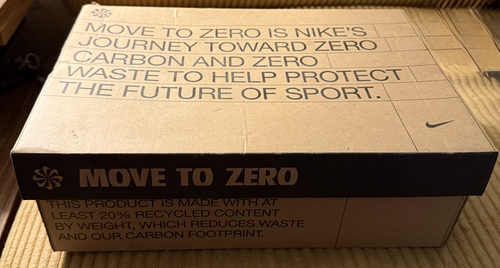 MOVE TO ZERO IS NIKE'S
JOURNEY TOWARD ZERO
CARBON AND ZERO
WASTE TO HELP PROTECT
THE FUTURE OF SPORT.
MOVE TO ZERO
THIS PRODUCT IS MADE WITH AT
LEAST 20% RECYCLED CONTENT
BY WEIGHT, WHICH REDUCES WASTE
AND OUR CARBON FOOTPRINT.